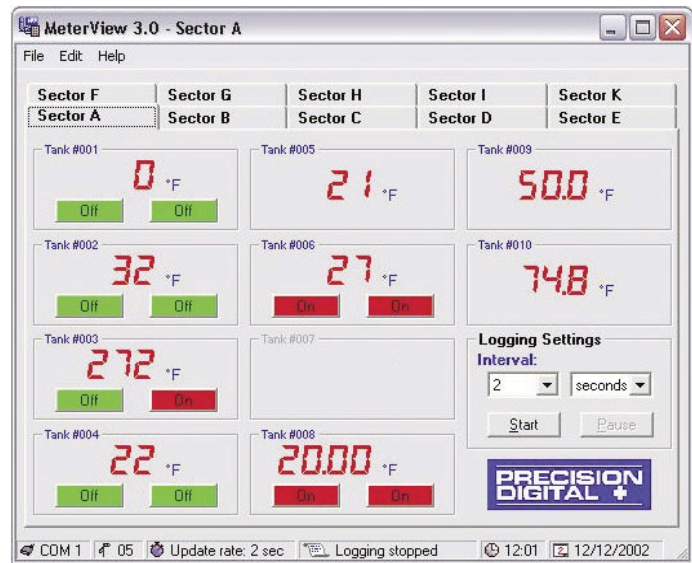 MeterView 3.0 - Sector A
File Edit Help
Sector F Sector G Sector H Sector I Sector K
Sector A Sector B Sector C Sector D Sector E
Tank #001 Tank #005 Tank #009
0 °F 21 °F 50.0 °F
Off Off
Tank #002 Tank #006 Tank #010
32 °F 27 °F 74.8 °F
Off Off On On
Tank #003 Tank #007 Logging Settings
272 °F Interval:
Off On 2 seconds
Start Pause
Tank #004 Tank #008
22 °F 20.00 °F PRECISION
DIGITAL +
Off Off On On
COM 1 05 Update rate: 2 sec Logging stopped 12:01 12/12/2002